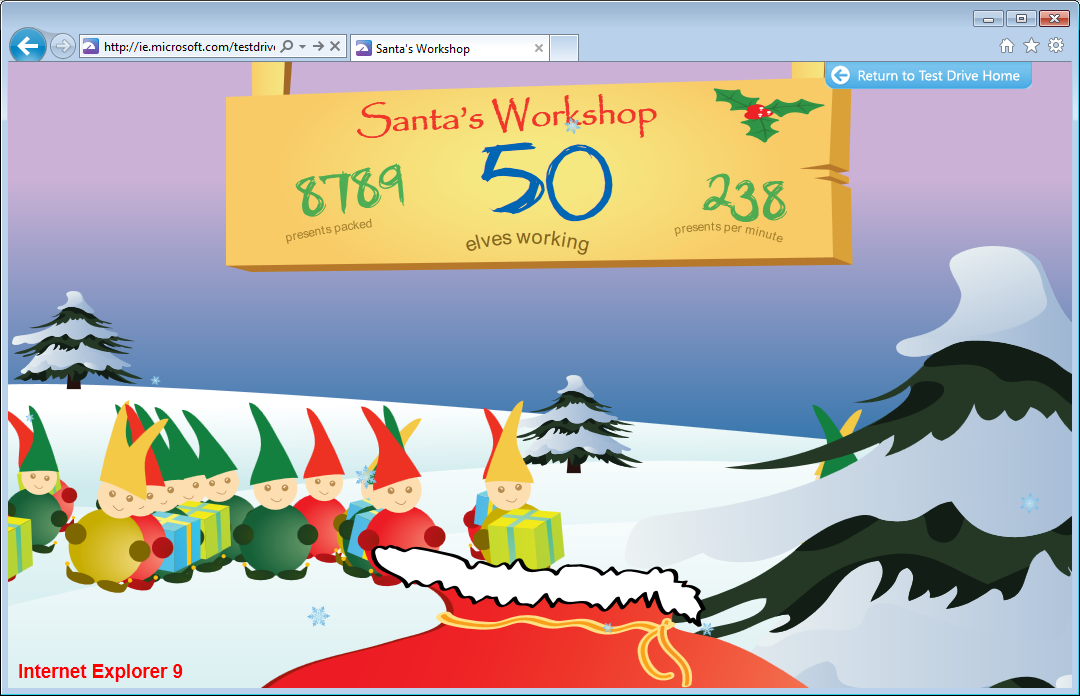 http://ie.microsoft.com/testdrive
Santa's Workshop
Return to Test Drive Home
Santa's Workshop
8789
presents packed
50
elves working
238
presents per minute
Internet Explorer 9